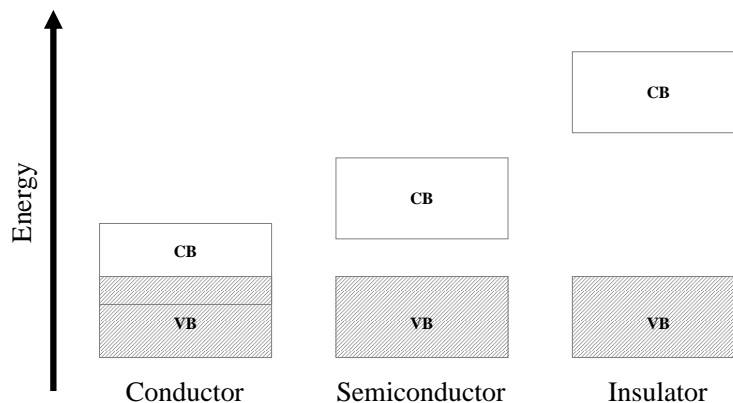 Energy
CB
CB
CB
VB
VB
VB
Conductor
Semiconductor
Insulator